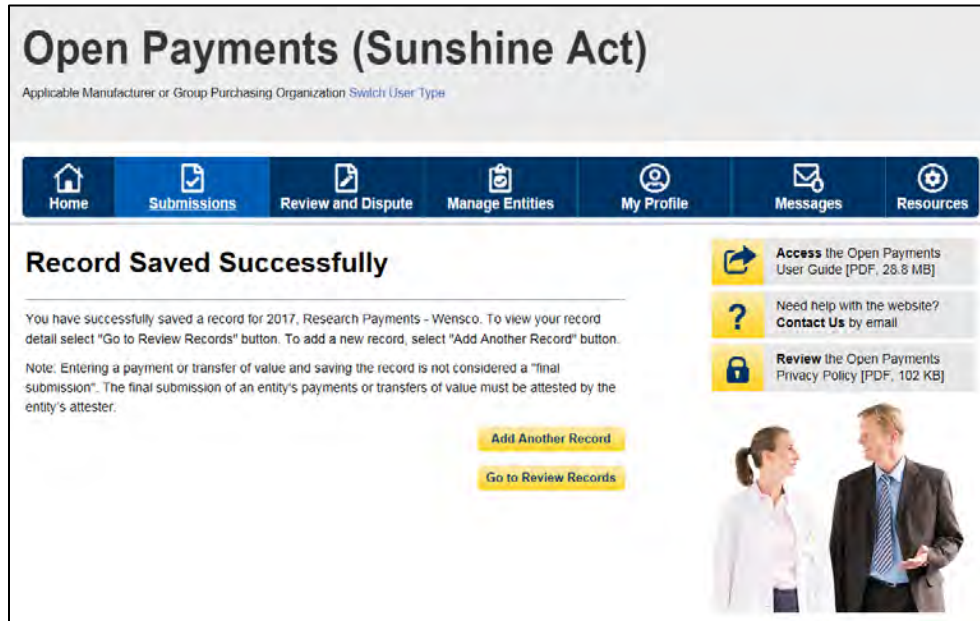 Open Payments (Sunshine Act)
Applicable Manufacturer or Group Purchasing Organization Switch User Type
Home Submissions Review and Dispute Manage Entities My Profile Messages Resources
Record Saved Successfully
You have successfully saved a record for 2017, Research Payments - Wensco. To view your record
detail select "Go to Review Records" button. To add a new record, select "Add Another Record" button.
Note: Entering a payment or transfer of value and saving the record is not considered a "final
submission". The final submission of an entity's payments or transfers of value must be attested by the
entity's attester.
Add Another Record
Go to Review Records
Access the Open Payments
User Guide [PDF, 28.8 MB]
?
Need help with the website?
Contact Us by email
Review the Open Payments
Privacy Policy [PDF, 102 KB]